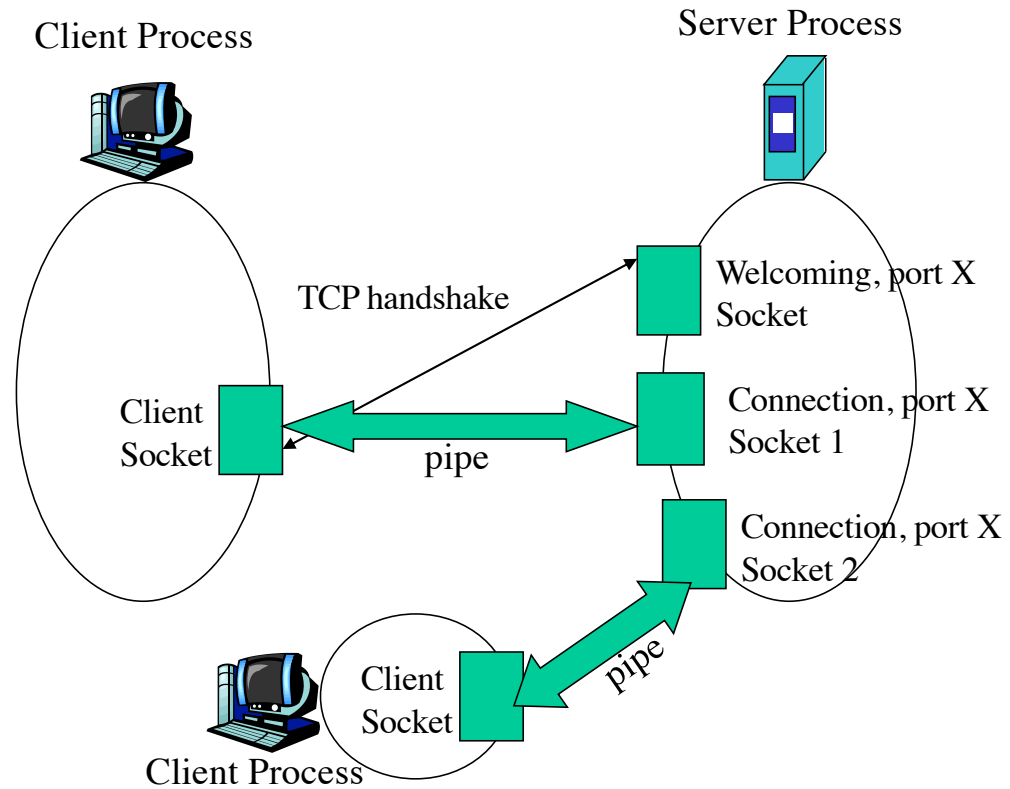 Client Process
Server Process
TCP handshake
Welcoming, port X
Socket
Client
Socket
pipe
Connection, port X
Socket 1
Connection, port X
Socket 2
pipe
Client
Socket
Client Process